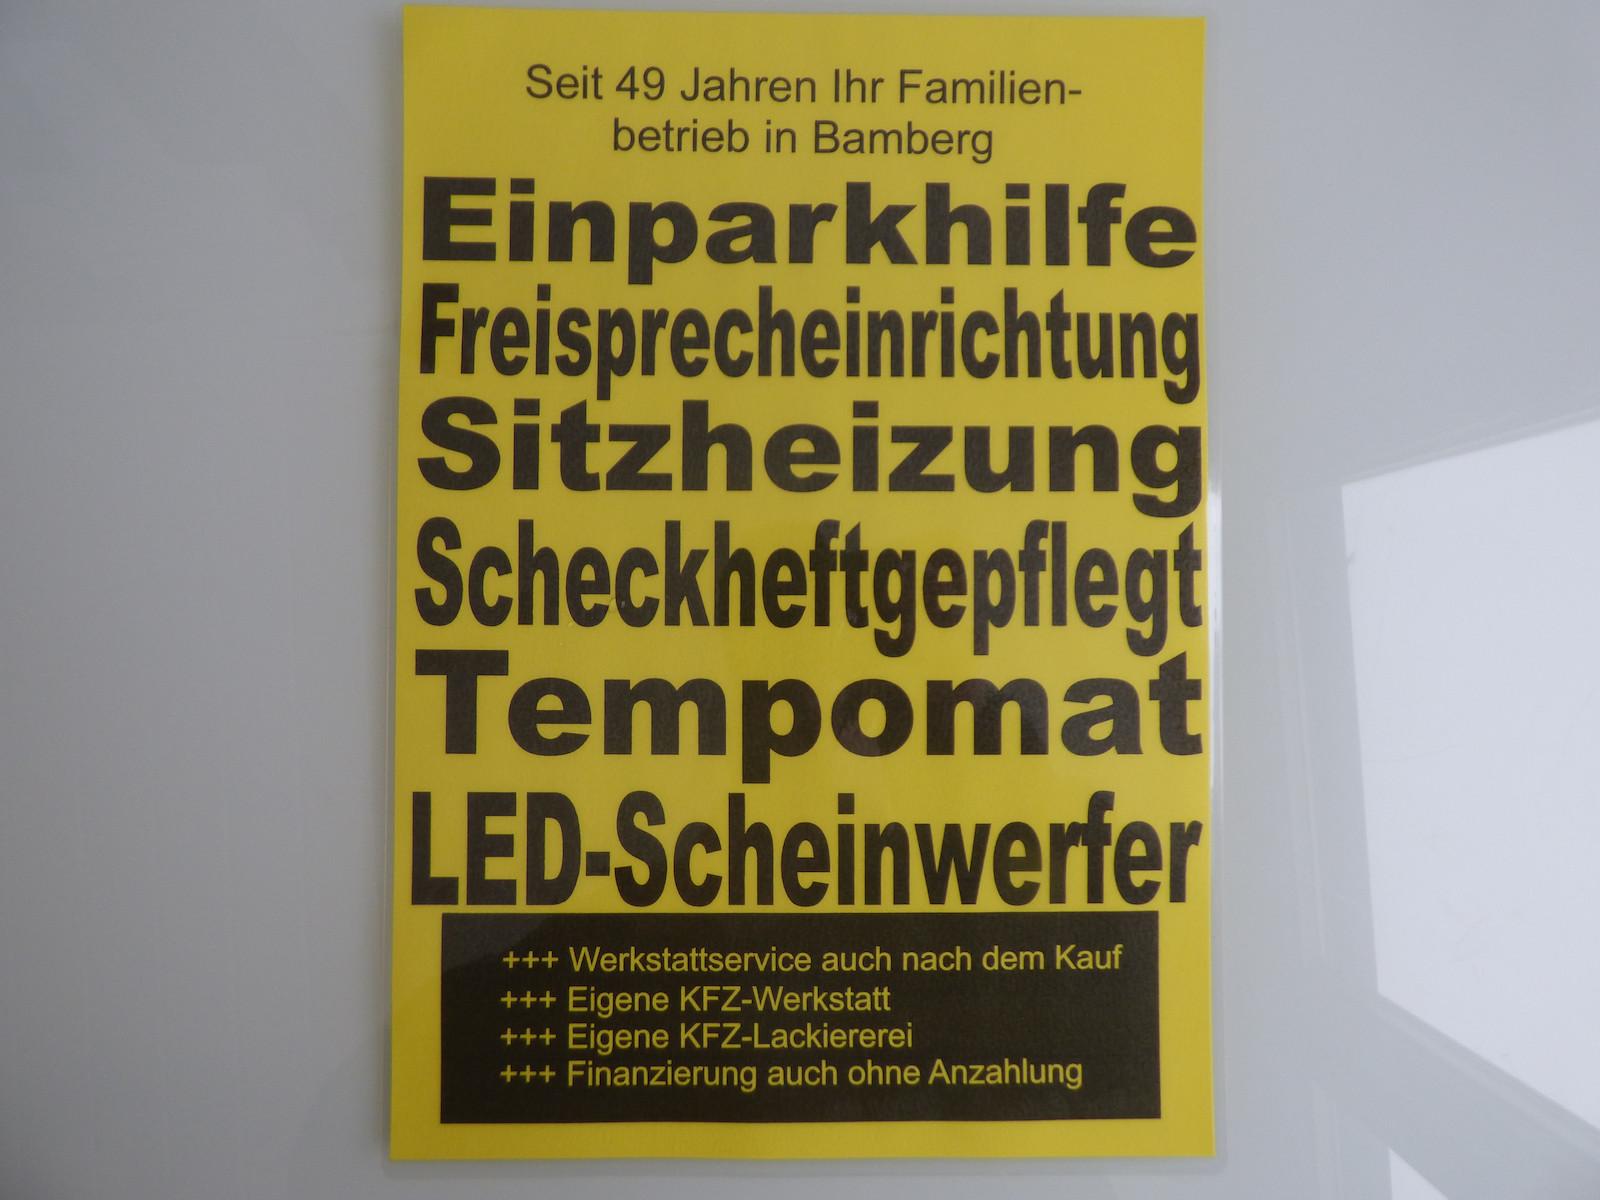 Seit 49 Jahren Ihr Familien-
betrieb in Bamberg
Einparkhilfe
Freisprecheinrichtung
Sitzheizung
Scheckheftgepflegt
Tempomat
LED-Scheinwerfer
+++ Werkstattservice auch nach dem Kauf
+++ Eigene KFZ-Werkstatt
+++ Eigene KFZ-Lackiererei
+++ Finanzierung auch ohne Anzahlung